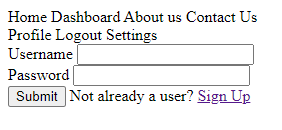 Home Dashboard About us Contact Us
Profile Logout Settings
Username
Password
Submit Not already a user? Sign Up